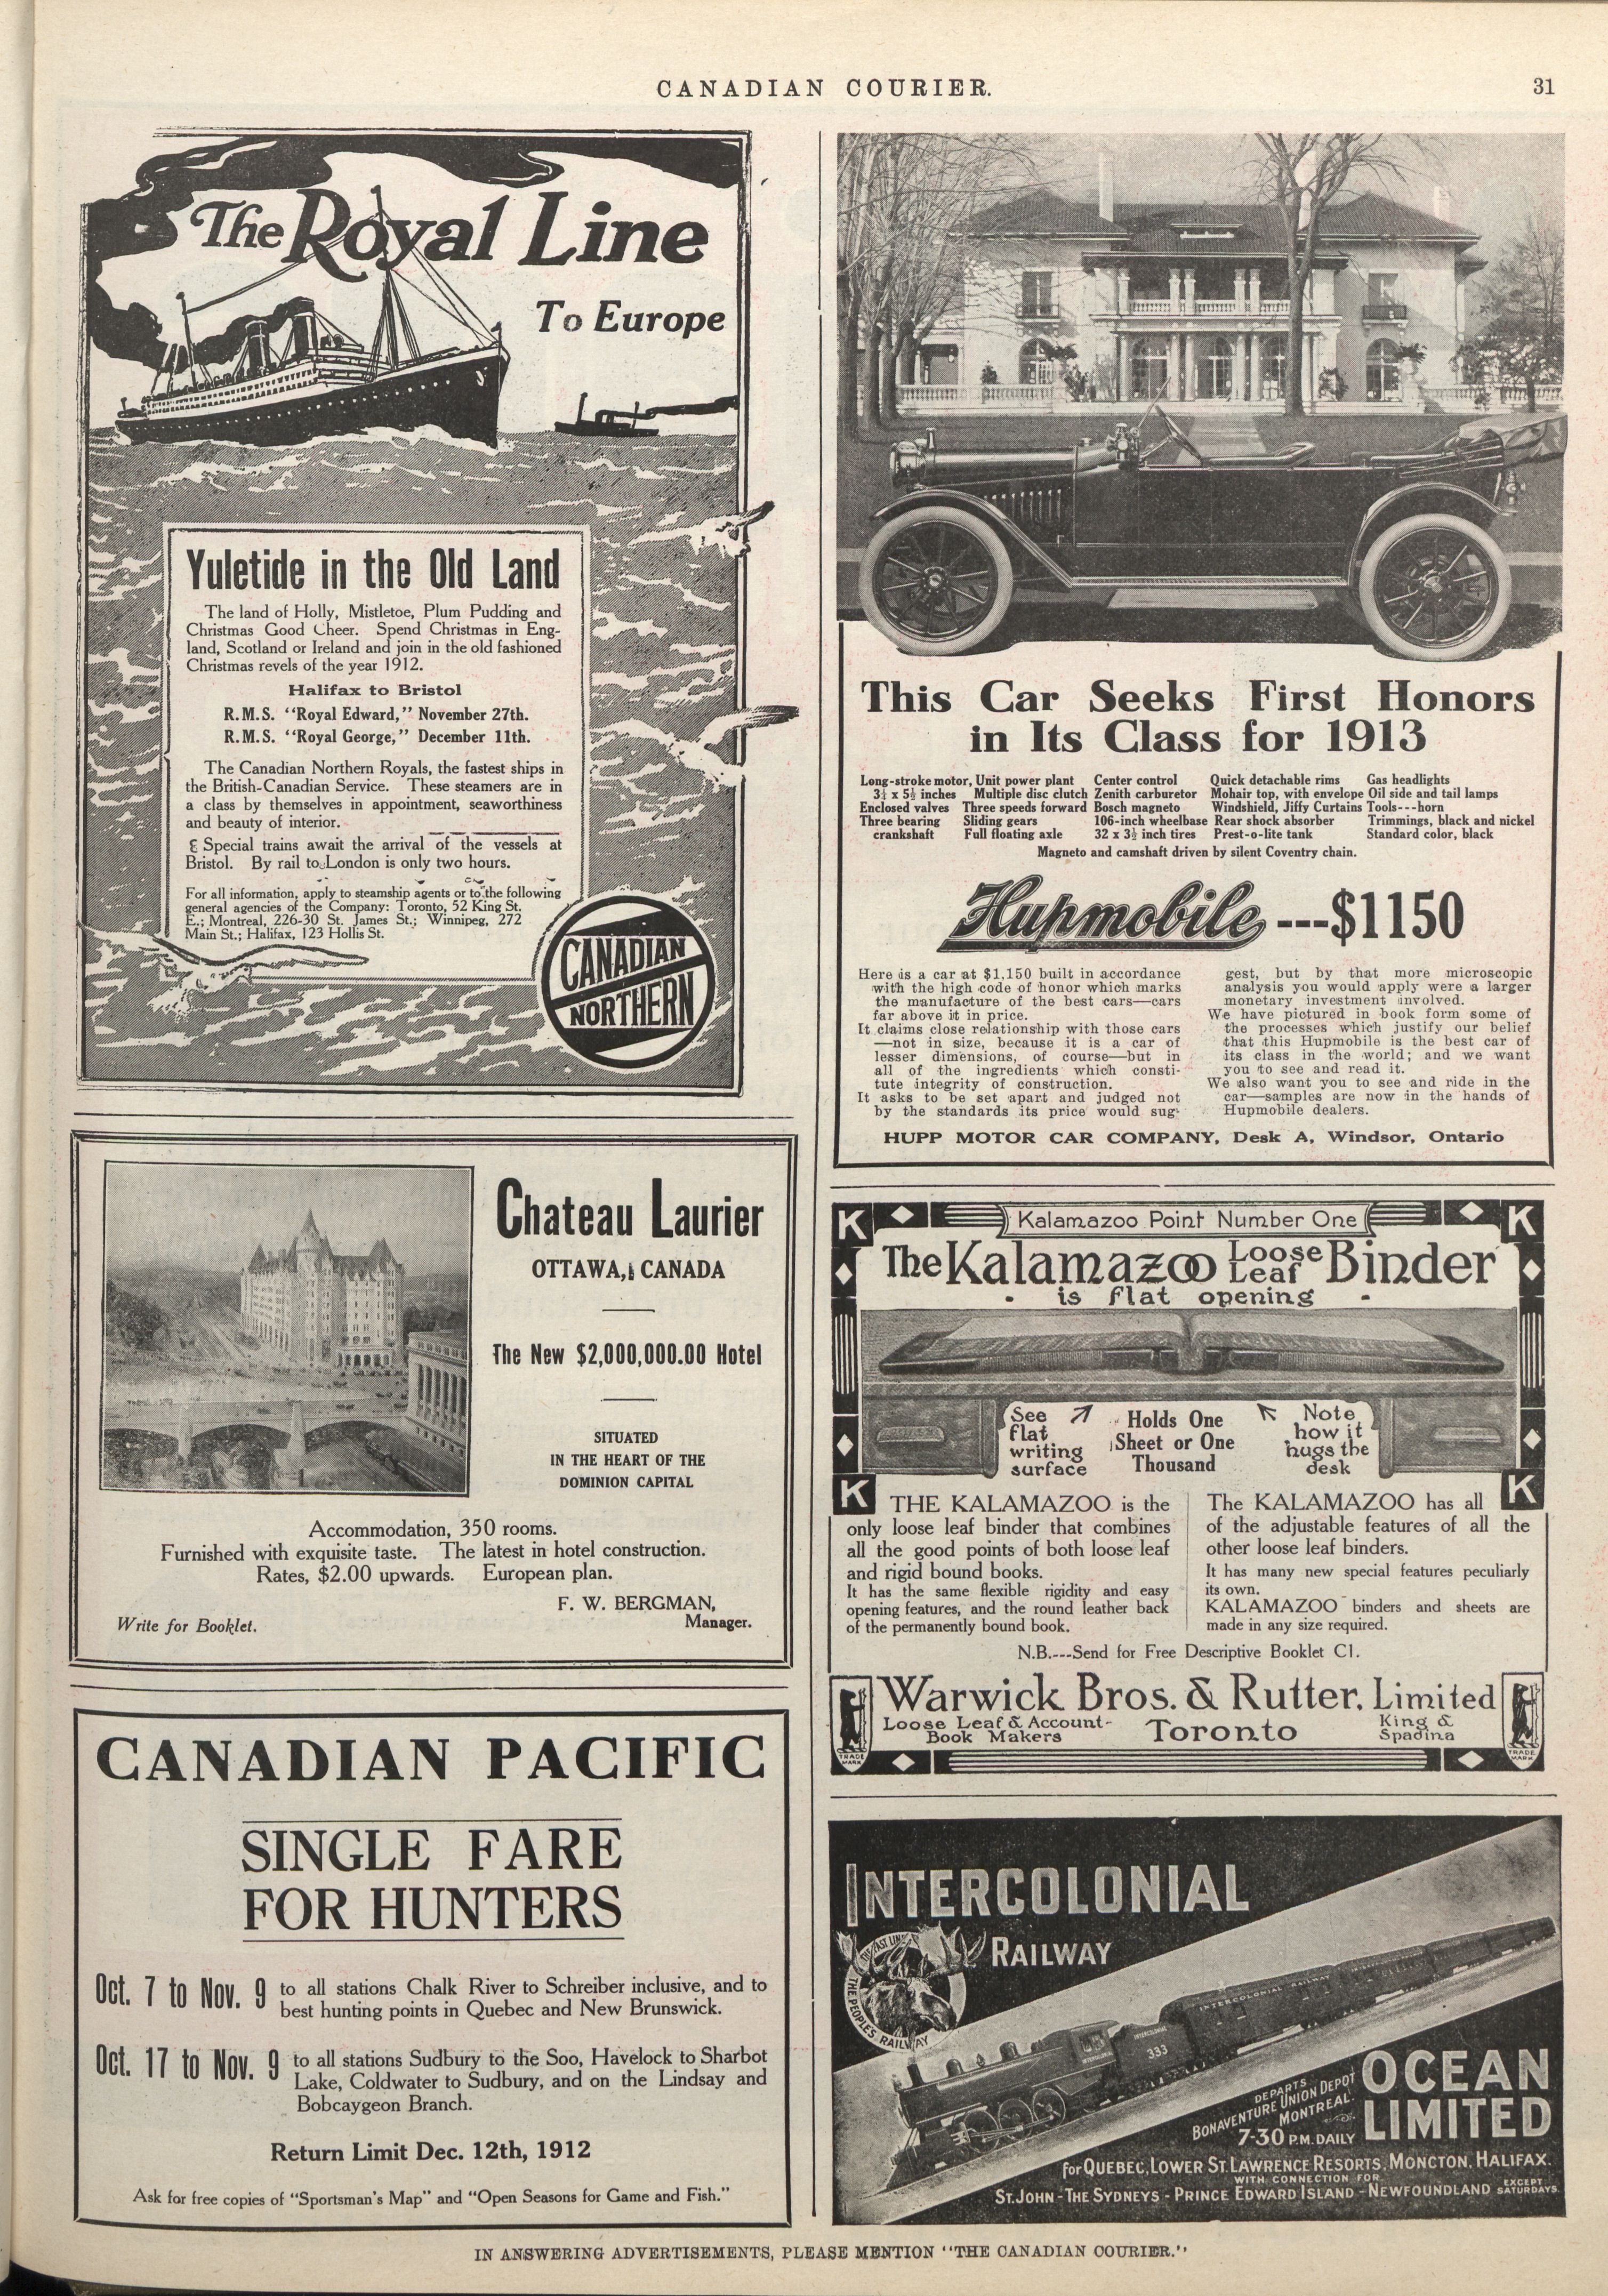 CANADIAN COURIER.
31
The Royal Line
To Europe
Yuletide in the Old Land
The land of Holly, Mistletoe, Plum Pudding and
Christmas Good Cheer. Spend Christmas in Eng-
land, Scotland or Ireland and join in the old fashioned
Christmas revels of the year 1912.
Halifax to Bristol
R.M.S. "Royal Edward," November 27th.
R.M.S. "Royal George," December 11th.
The Canadian Northern Royals, the fastest ships in
the British-Canadian Service. These steamers are in
a class by themselves in appointment, seaworthiness
and beauty of interior.
Special trains await the arrival of the vessels at
Bristol. By rail to London is only two hours.
For all information, apply to steamship agents or to the following
general agencies of the Company: Toronto, 52 King St.
E.; Montreal, 226-30 St. James St.; Winnipeg, 272
Main St.; Halifax, 123 Hollis St.
CANADIAN
NORTHERN
Chateau Laurier
OTTAWA, CANADA
The New $2,000,000.00 Hotel
SITUATED
IN THE HEART OF THE
DOMINION CAPITAL
Accommodation, 350 rooms.
Furnished with exquisite taste. The latest in hotel construction.
Rates, $2.00 upwards. European plan.
F. W. BERGMAN,
Write for Booklet. Manager.
CANADIAN PACIFIC
SINGLE FARE
FOR HUNTERS
Oct. 7 to Nov. 9 to all stations Chalk River to Schreiber inclusive, and to
best hunting points in Quebec and New Brunswick.
Oct. 17 to Nov. 9 to all stations Sudbury to the Soo, Havelock to Sharbot
Lake, Coldwater to Sudbury, and on the Lindsay and
Bobcaygeon Branch.
Return Limit Dec. 12th, 1912
Ask for free copies of "Sportsman's Map" and "Open Seasons for Game and Fish."
This Car Seeks First Honors
in Its Class for 1913
Long-stroke motor, Unit power plant Center control Quick detachable rims Gas headlights
3¼ x 5½ inches Multiple disc clutch Zenith carburetor Mohair top, with envelope Oil side and tail lamps
Enclosed valves Three speeds forward Bosch magneto Windshield, Jiffy Curtains Tools---horn
Three bearing Sliding gears 106-inch wheelbase Rear shock absorber Trimmings, black and nickel
crankshaft Full floating axle 32 x 3½ inch tires Prest-o-lite tank Standard color, black
Magneto and camshaft driven by silent Coventry chain.
Hupmobile ---$1150
Here is a car at $1,150 built in accordance
with the high code of honor which marks
the manufacture of the best cars—cars
far above it in price.
It claims close relationship with those cars
—not in size, because it is a car of
lesser dimensions, of course—but in
all of the ingredients which consti-
tute integrity of construction.
It asks to be set apart and judged not
by the standards its price would sug-
gest, but by that more microscopic
analysis you would apply were a larger
monetary investment involved.
We have pictured in book form some of
the processes which justify our belief
that this Hupmobile is the best car of
its class in the world; and we want
you to see and read it.
We also want you to see and ride in the
car—samples are now in the hands of
Hupmobile dealers.
HUPP MOTOR CAR COMPANY, Desk A, Windsor, Ontario
K Kalamazoo Point Number One K
The Kalamazoo Loose Leaf Binder
is flat opening
See
flat
writing
surface
Holds One
Sheet or One
Thousand
Note
how it
hugs the
desk
K K
THE KALAMAZOO is the
only loose leaf binder that combines
all the good points of both loose leaf
and rigid bound books.
It has the same flexible rigidity and easy
opening features, and the round leather back
of the permanently bound book.
The KALAMAZOO has all
of the adjustable features of all the
other loose leaf binders.
It has many new special features peculiarly
its own.
KALAMAZOO binders and sheets are
made in any size required.
N.B.---Send for Free Descriptive Booklet C1.
Warwick Bros. & Rutter, Limited
Loose Leaf & Account-
Book Makers
Toronto
King &
Spadina
TRADE MARK
TRADE MARK
INTERCOLONIAL
RAILWAY
THE FAST LINE
THE PEOPLES RAILWAY
INTERCOLONIAL RAILWAY
INTERCOLONIAL
333
OCEAN
LIMITED
DEPARTS
BONAVENTURE UNION DEPOT
MONTREAL.
7-30 P.M. DAILY
for QUEBEC, LOWER ST. LAWRENCE RESORTS, MONCTON, HALIFAX.
WITH CONNECTION FOR
ST. JOHN - THE SYDNEYS - PRINCE EDWARD ISLAND - NEWFOUNDLAND EXCEPT SATURDAYS
IN ANSWERING ADVERTISEMENTS, PLEASE MENTION "THE CANADIAN COURIER."